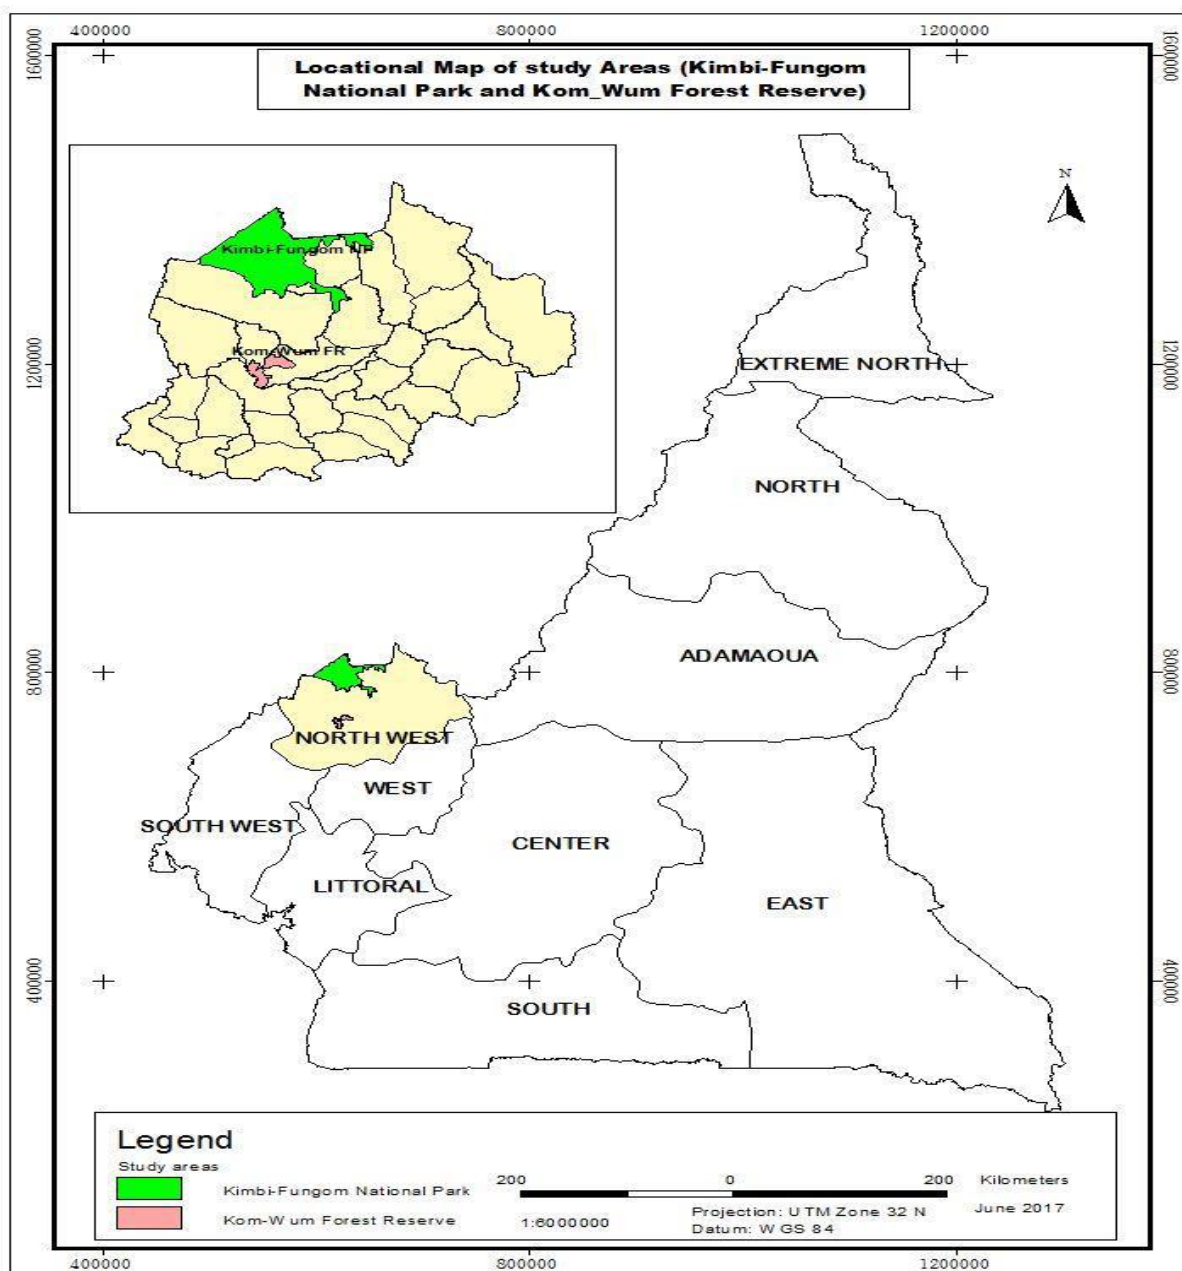 400000 800000 1200000
1600000 1600000
Locational Map of study Areas (Kimbi-Fungom
National Park and Kom_Wum Forest Reserve)
N
Kimbi-Fungom NP
Kom-Wum FR
1200000 1200000
EXTREME NORTH
NORTH
ADAMAOUA
800000 800000
NORTH WEST
WEST
SOUTH WEST
CENTER
LITTORAL
EAST
400000 400000
SOUTH
Legend
Study areas
Kimbi-Fungom National Park
Kom-Wum Forest Reserve
200 0 200 Kilometers
1:6000000
Projection: UTM Zone 32 N
Datum: WGS 84
June 2017
400000 800000 1200000